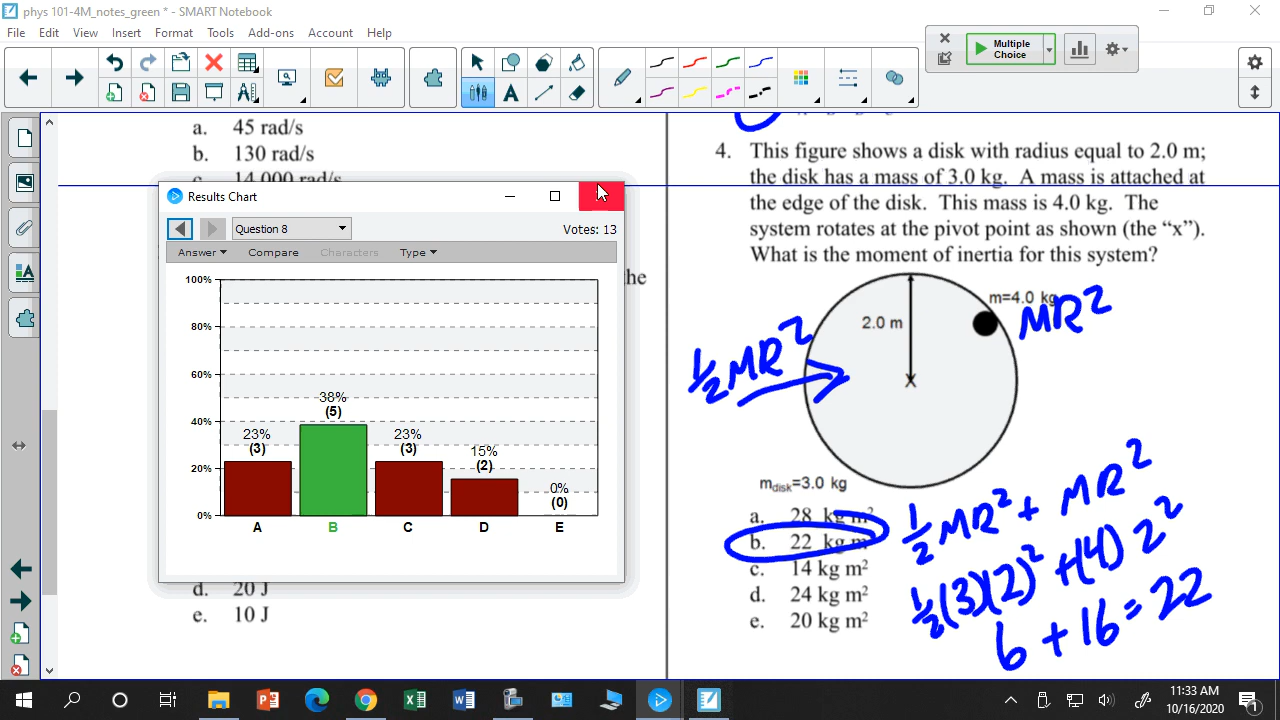 phys 101-4M_notes_green * - SMART Notebook
File Edit View Insert Format Tools Add-ons Account Help
Multiple
Choice
a. 45 rad/s
b. 130 rad/s
c. 14 000 rad/s
Results Chart
Question 8
Votes: 13
Answer Compare Characters Type
100%
80%
60%
40%
20%
0%
23%
(3)
38%
(5)
23%
(3)
15%
(2)
0%
(0)
A B C D E
he
d. 20 J
e. 10 J
4. This figure shows a disk with radius equal to 2.0 m;
the disk has a mass of 3.0 kg. A mass is attached at
the edge of the disk. This mass is 4.0 kg. The
system rotates at the pivot point as shown (the “x”).
What is the moment of inertia for this system?
m=4.0 kg
2.0 m
MR²
½MR²
x
mdisk=3.0 kg
a. 28 kg m²
b. 22 kg m
c. 14 kg m²
d. 24 kg m²
e. 20 kg m²
½MR² + MR²
½(3)(2)² + (4) 2²
6 + 16 = 22
11:33 AM
10/16/2020
1